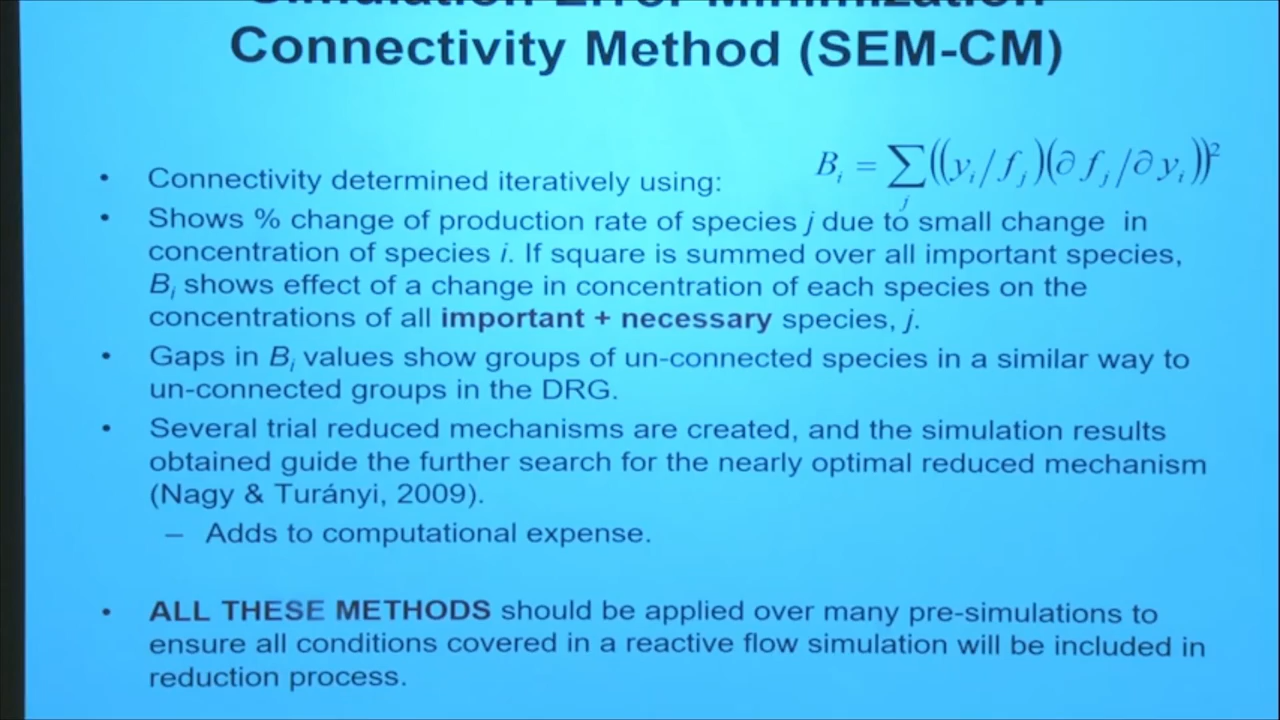 Simulation Error Minimization
Connectivity Method (SEM-CM)
• Connectivity determined iteratively using: B_i = ∑_j ((y_i/f_j)(∂f_j/∂y_i))²
• Shows % change of production rate of species j due to small change in
concentration of species i. If square is summed over all important species,
B_i shows effect of a change in concentration of each species on the
concentrations of all important + necessary species, j.
• Gaps in B_i values show groups of un-connected species in a similar way to
un-connected groups in the DRG.
• Several trial reduced mechanisms are created, and the simulation results
obtained guide the further search for the nearly optimal reduced mechanism
(Nagy & Turányi, 2009).
– Adds to computational expense.
• ALL THESE METHODS should be applied over many pre-simulations to
ensure all conditions covered in a reactive flow simulation will be included in
reduction process.